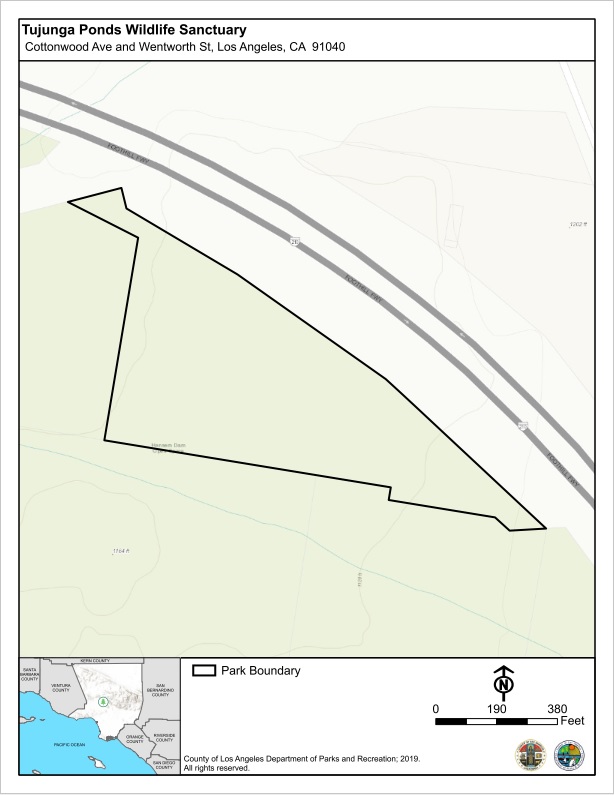 Tujunga Ponds Wildlife Sanctuary
Cottonwood Ave and Wentworth St, Los Angeles, CA 91040
FOOTHILL FWY
1202 ft
FOOTHILL FWY
Hansen Dam
FOOTHILL FWY
1164 ft
KERN COUNTY
SANTA
BARBARA
COUNTY
VENTURA
COUNTY
SAN
BERNARDINO
COUNTY
ORANGE
COUNTY
RIVERSIDE
COUNTY
PACIFIC OCEAN
SAN DIEGO
COUNTY
Park Boundary
N
0 190 380
Feet
County of Los Angeles Department of Parks and Recreation; 2019.
All rights reserved.